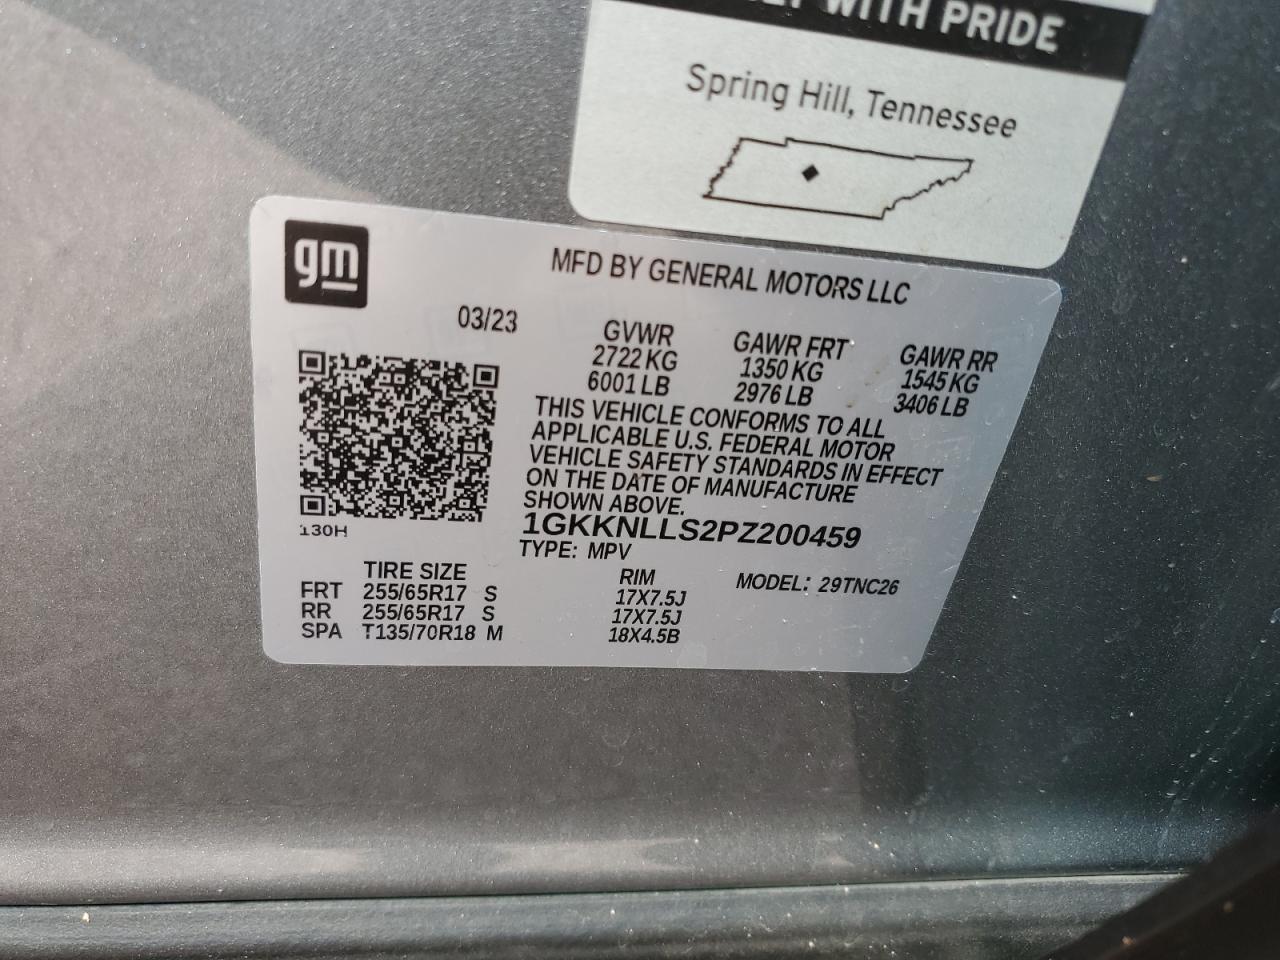 WITH PRIDE
Spring Hill, Tennessee
gm
MFD BY GENERAL MOTORS LLC
03/23
GVWR GAWR FRT GAWR RR
2722 KG 1350 KG 1545 KG
6001 LB 2976 LB 3406 LB
THIS VEHICLE CONFORMS TO ALL
APPLICABLE U.S. FEDERAL MOTOR
VEHICLE SAFETY STANDARDS IN EFFECT
ON THE DATE OF MANUFACTURE
SHOWN ABOVE.
130H
1GKKNLLS2PZ200459
TYPE: MPV
MODEL: 29TNC26
TIRE SIZE RIM
FRT 255/65R17 S 17X7.5J
RR 255/65R17 S 17X7.5J
SPA T135/70R18 M 18X4.5B